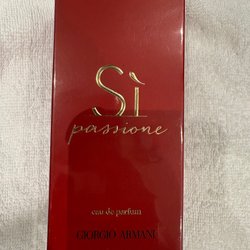 Sì
passione
eau de parfum
GIORGIO ARMANI